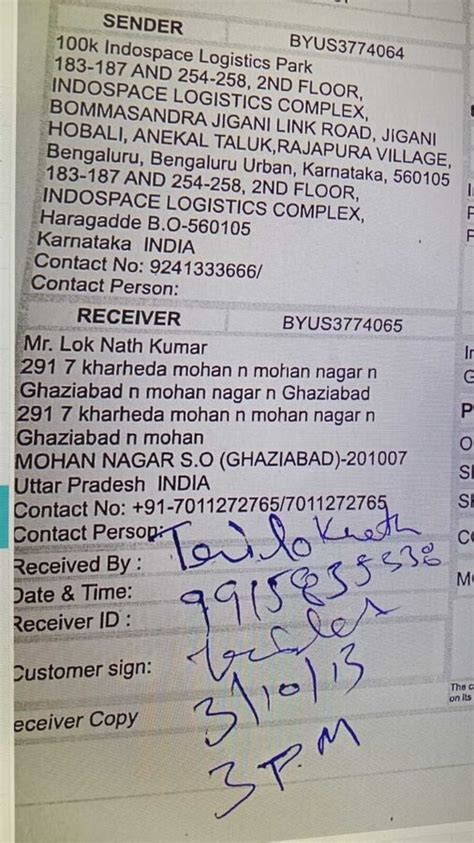 SENDER BYUS3774064
100k Indospace Logistics Park
183-187 AND 254-258, 2ND FLOOR,
INDOSPACE LOGISTICS COMPLEX,
BOMMASANDRA JIGANI LINK ROAD, JIGANI
HOBALI, ANEKAL TALUK,RAJAPURA VILLAGE,
Bengaluru, Bengaluru Urban, Karnataka, 560105
183-187 AND 254-258, 2ND FLOOR,
INDOSPACE LOGISTICS COMPLEX,
Haragadde B.O-560105
Karnataka INDIA
Contact No: 9241333666/
Contact Person:
RECEIVER BYUS3774065
Mr. Lok Nath Kumar
291 7 kharheda mohan n mohan nagar n
Ghaziabad n mohan nagar n Ghaziabad
291 7 kharheda mohan n mohan nagar n
Ghaziabad n mohan
MOHAN NAGAR S.O (GHAZIABAD)-201007
Uttar Pradesh INDIA
Contact No: +91-7011272765/7011272765
Contact Person:
Received By :
Date & Time:
Receiver ID :
Customer sign:
3/10/13
eceiver Copy
3 P.M
The c
on its